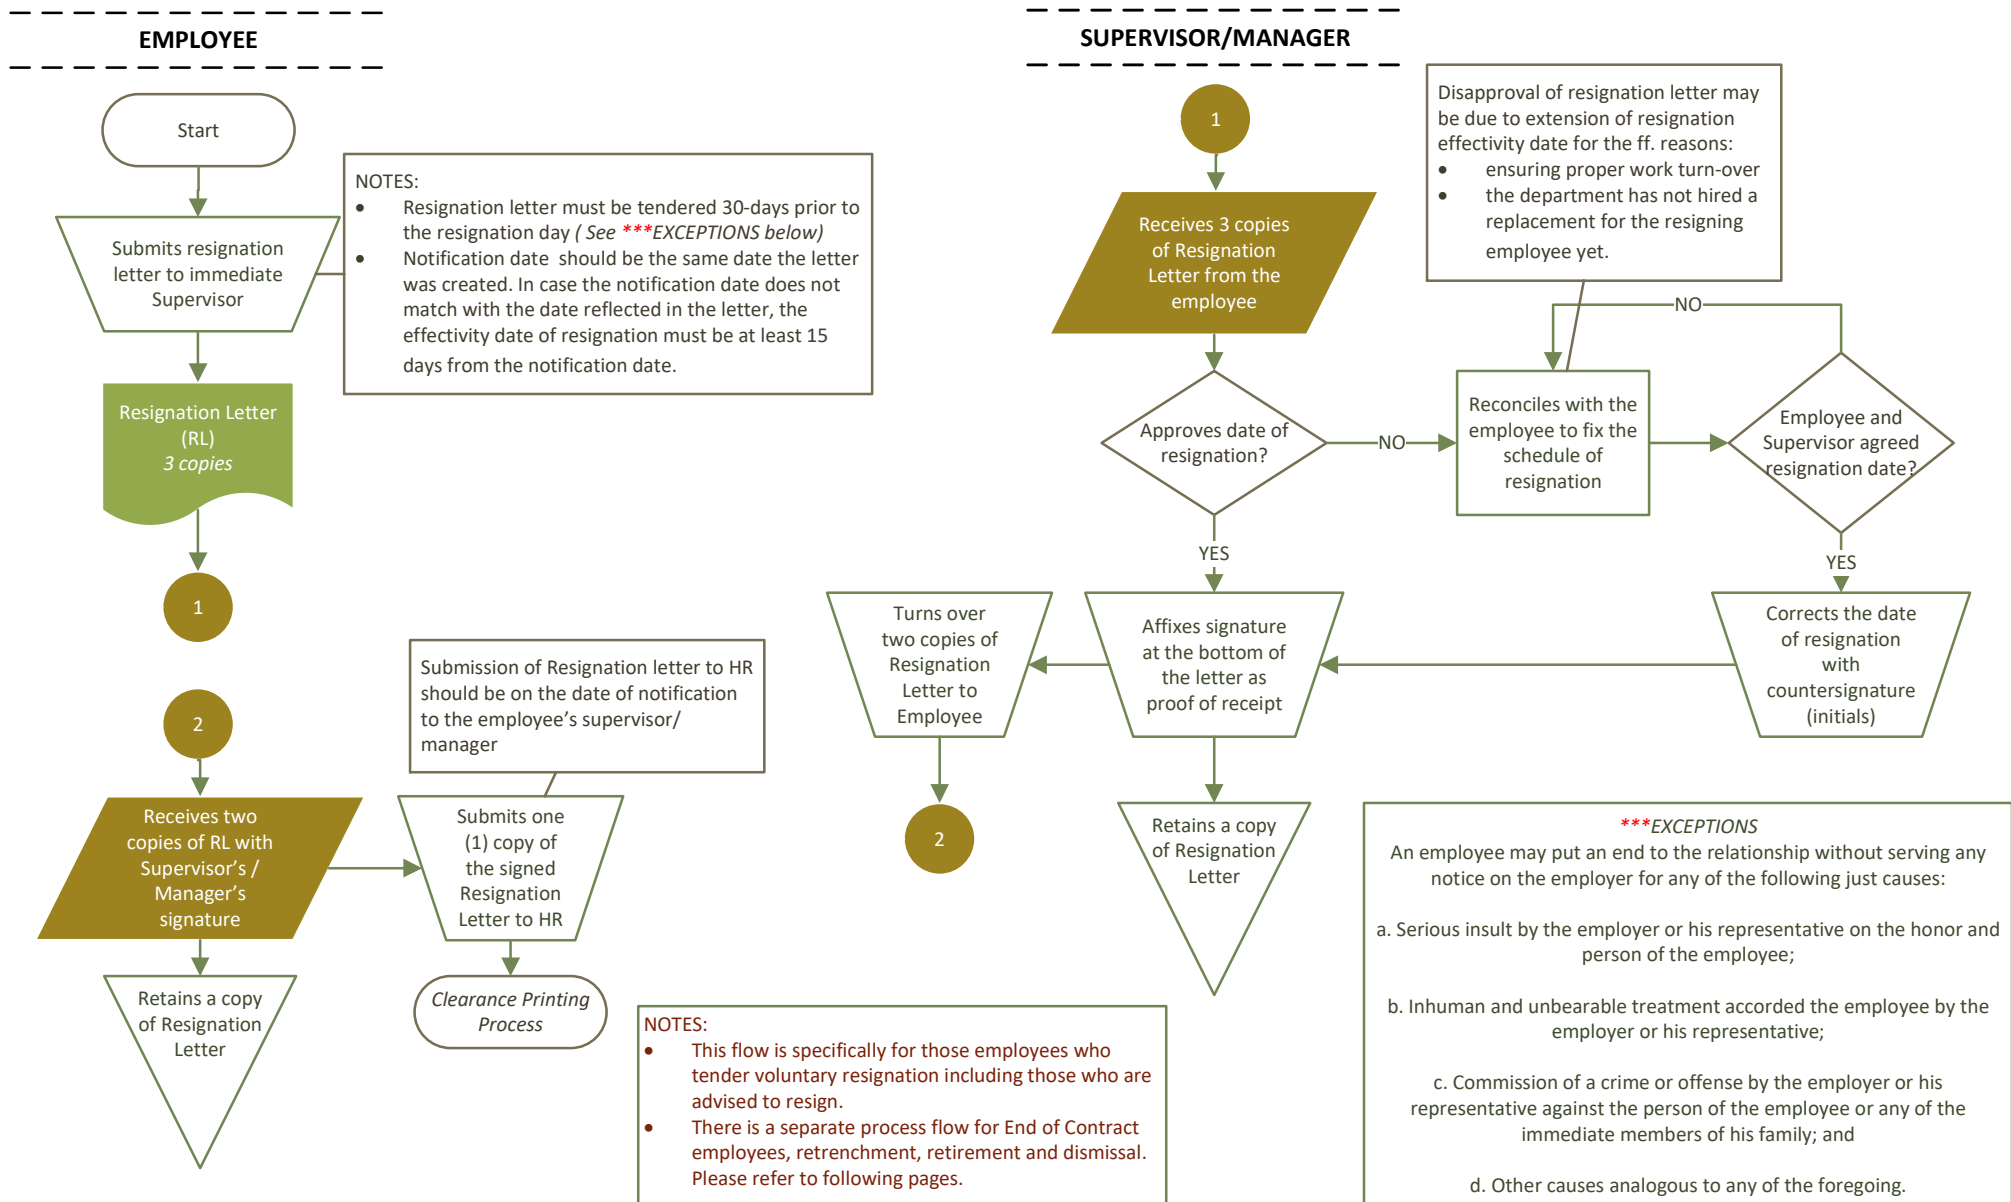 EMPLOYEE
Start
Submits resignation
letter to immediate
Supervisor
NOTES:
• Resignation letter must be tendered 30-days prior to
the resignation day ( See ***EXCEPTIONS below)
• Notification date should be the same date the letter
was created. In case the notification date does not
match with the date reflected in the letter, the
effectivity date of resignation must be at least 15
days from the notification date.
Resignation Letter
(RL)
3 copies
1
2
Submission of Resignation letter to HR
should be on the date of notification
to the employee’s supervisor/
manager
Receives two
copies of RL with
Supervisor’s /
Manager’s
signature
Submits one
(1) copy of
the signed
Resignation
Letter to HR
Retains a copy
of Resignation
Letter
Clearance Printing
Process
NOTES:
• This flow is specifically for those employees who
tender voluntary resignation including those who are
advised to resign.
• There is a separate process flow for End of Contract
employees, retrenchment, retirement and dismissal.
Please refer to following pages.
SUPERVISOR/MANAGER
1
Receives 3 copies
of Resignation
Letter from the
employee
Disapproval of resignation letter may
be due to extension of resignation
effectivity date for the ff. reasons:
• ensuring proper work turn-over
• the department has not hired a
replacement for the resigning
employee yet.
NO
Approves date of
resignation?
NO
Reconciles with the
employee to fix the
schedule of
resignation
Employee and
Supervisor agreed
resignation date?
YES
YES
Turns over
two copies of
Resignation
Letter to
Employee
Affixes signature
at the bottom of
the letter as
proof of receipt
Corrects the date
of resignation
with
countersignature
(initials)
2
Retains a copy
of Resignation
Letter
***EXCEPTIONS
An employee may put an end to the relationship without serving any
notice on the employer for any of the following just causes:
a. Serious insult by the employer or his representative on the honor and
person of the employee;
b. Inhuman and unbearable treatment accorded the employee by the
employer or his representative;
c. Commission of a crime or offense by the employer or his
representative against the person of the employee or any of the
immediate members of his family; and
d. Other causes analogous to any of the foregoing.